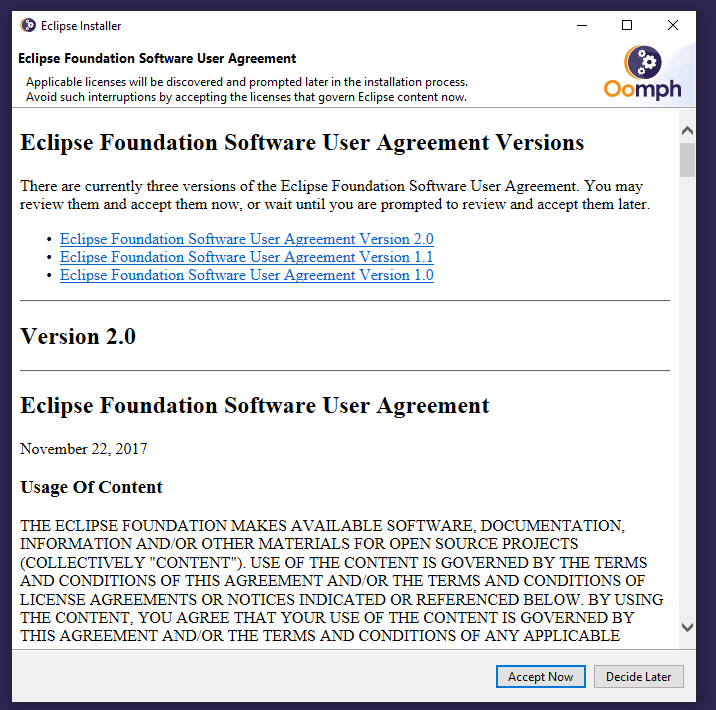 Eclipse Installer
Eclipse Foundation Software User Agreement
Applicable licenses will be discovered and prompted later in the installation process.
Avoid such interruptions by accepting the licenses that govern Eclipse content now.
Oomph
Eclipse Foundation Software User Agreement Versions
There are currently three versions of the Eclipse Foundation Software User Agreement. You may
review them and accept them now, or wait until you are prompted to review and accept them later.
• Eclipse Foundation Software User Agreement Version 2.0
• Eclipse Foundation Software User Agreement Version 1.1
• Eclipse Foundation Software User Agreement Version 1.0
Version 2.0
Eclipse Foundation Software User Agreement
November 22, 2017
Usage Of Content
THE ECLIPSE FOUNDATION MAKES AVAILABLE SOFTWARE, DOCUMENTATION,
INFORMATION AND/OR OTHER MATERIALS FOR OPEN SOURCE PROJECTS
(COLLECTIVELY "CONTENT"). USE OF THE CONTENT IS GOVERNED BY THE TERMS
AND CONDITIONS OF THIS AGREEMENT AND/OR THE TERMS AND CONDITIONS OF
LICENSE AGREEMENTS OR NOTICES INDICATED OR REFERENCED BELOW. BY USING
THE CONTENT, YOU AGREE THAT YOUR USE OF THE CONTENT IS GOVERNED BY
THIS AGREEMENT AND/OR THE TERMS AND CONDITIONS OF ANY APPLICABLE
Accept Now
Decide Later